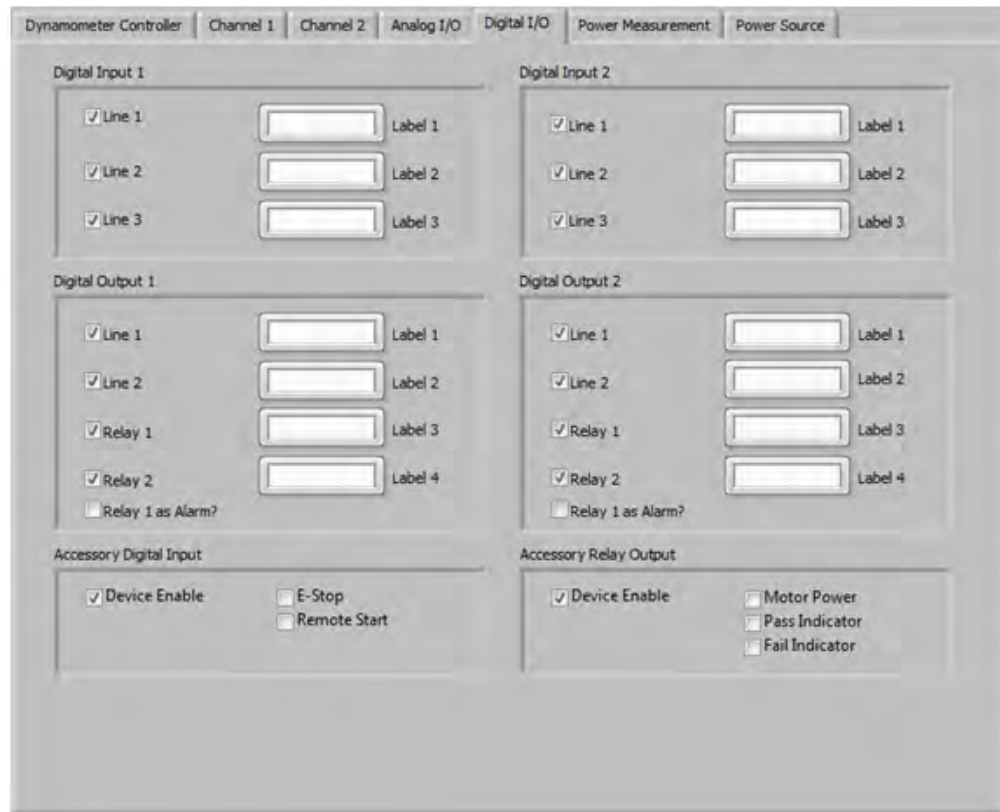 Dynamometer Controller Channel 1 Channel 2 Analog I/O Digital I/O Power Measurement Power Source
Digital Input 1
Line 1 Label 1
Line 2 Label 2
Line 3 Label 3
Digital Input 2
Line 1 Label 1
Line 2 Label 2
Line 3 Label 3
Digital Output 1
Line 1 Label 1
Line 2 Label 2
Relay 1 Label 3
Relay 2 Label 4
Relay 1 as Alarm?
Digital Output 2
Line 1 Label 1
Line 2 Label 2
Relay 1 Label 3
Relay 2 Label 4
Relay 1 as Alarm?
Accessory Digital Input
Device Enable E-Stop
Remote Start
Accessory Relay Output
Device Enable Motor Power
Pass Indicator
Fail Indicator